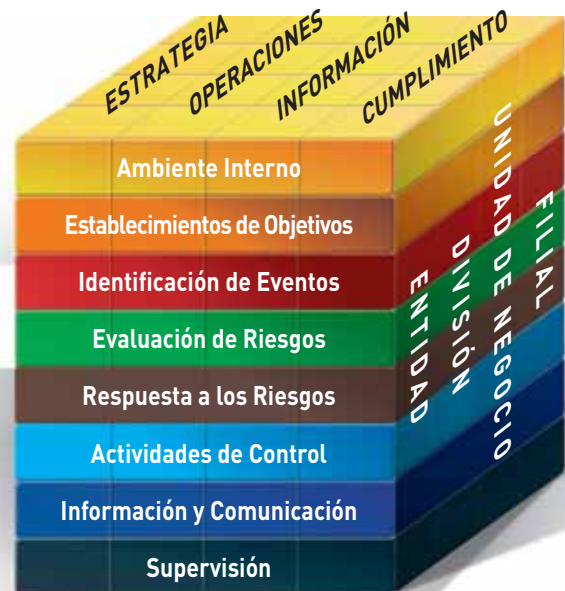 ESTRATEGIA
OPERACIONES
INFORMACIÓN
CUMPLIMIENTO
Ambiente Interno
Establecimientos de Objetivos
Identificación de Eventos
Evaluación de Riesgos
Respuesta a los Riesgos
Actividades de Control
Información y Comunicación
Supervisión
ENTIDAD
DIVISIÓN
UNIDAD DE NEGOCIO
FILIAL